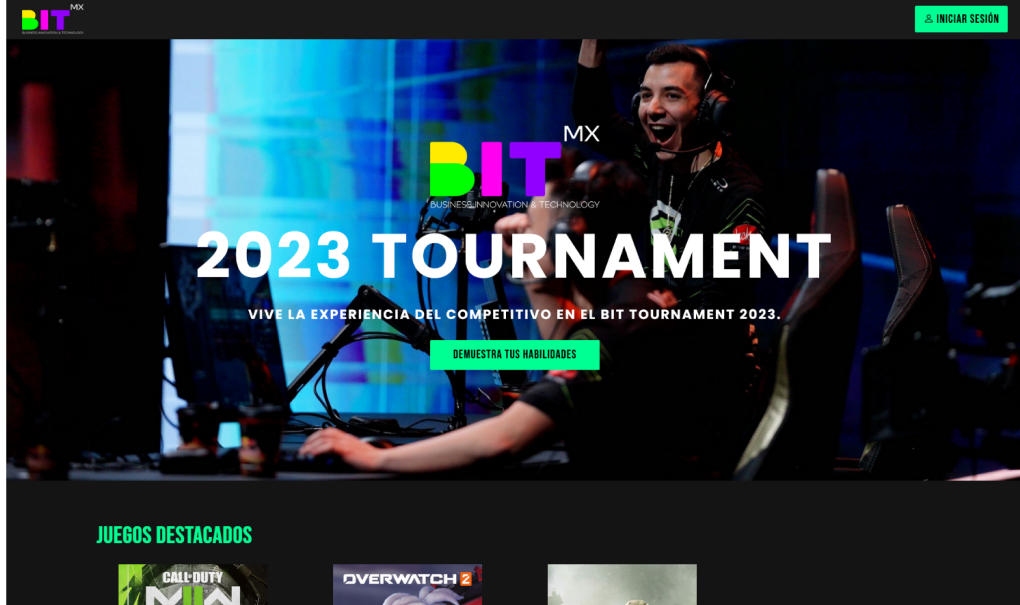 BIT MX
BUSINESS INNOVATION & TECHNOLOGY
INICIAR SESIÓN
BIT MX
BUSINESS INNOVATION & TECHNOLOGY
2023 TOURNAMENT
VIVE LA EXPERIENCIA DEL COMPETITIVO EN EL BIT TOURNAMENT 2023.
DEMUESTRA TUS HABILIDADES
JUEGOS DESTACADOS
CALL OF DUTY
MWII
OVERWATCH 2